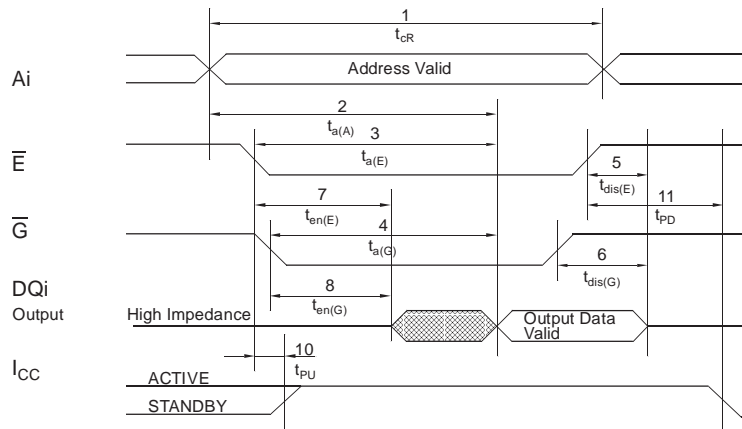 1
tcR
Ai
Address Valid
2
ta(A)
3
E
ta(E)
5
tdis(E)
7
11
ten(E)
tPD
G
4
ta(G)
6
tdis(G)
DQi
8
Output
High Impedance
ten(G)
Output Data
Valid
ICC
10
ACTIVE
tPU
STANDBY